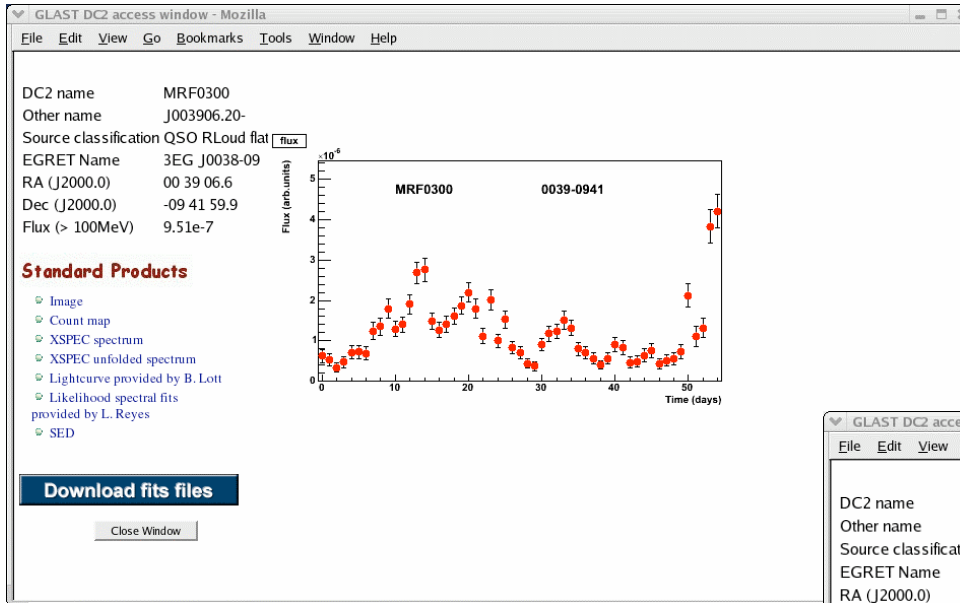 GLAST DC2 access window - Mozilla
File Edit View Go Bookmarks Tools Window Help
DC2 name MRF0300
Other name J003906.20-
Source classification QSO RLoud flat
EGRET Name 3EG J0038-09
RA (J2000.0) 00 39 06.6
Dec (J2000.0) -09 41 59.9
Flux (> 100MeV) 9.51e-7
Standard Products
Image
Count map
XSPEC spectrum
XSPEC unfolded spectrum
Lightcurve provided by B. Lott
Likelihood spectral fits
provided by L. Reyes
SED
Download fits files
Close Window
flux
×10^-6
Flux (arb.units)
MRF0300 0039-0941
5
4
3
2
1
0
0 10 20 30 40 50
Time (days)
GLAST DC2 acce
File Edit View
DC2 name
Other name
Source classificat
EGRET Name
RA (J2000.0)